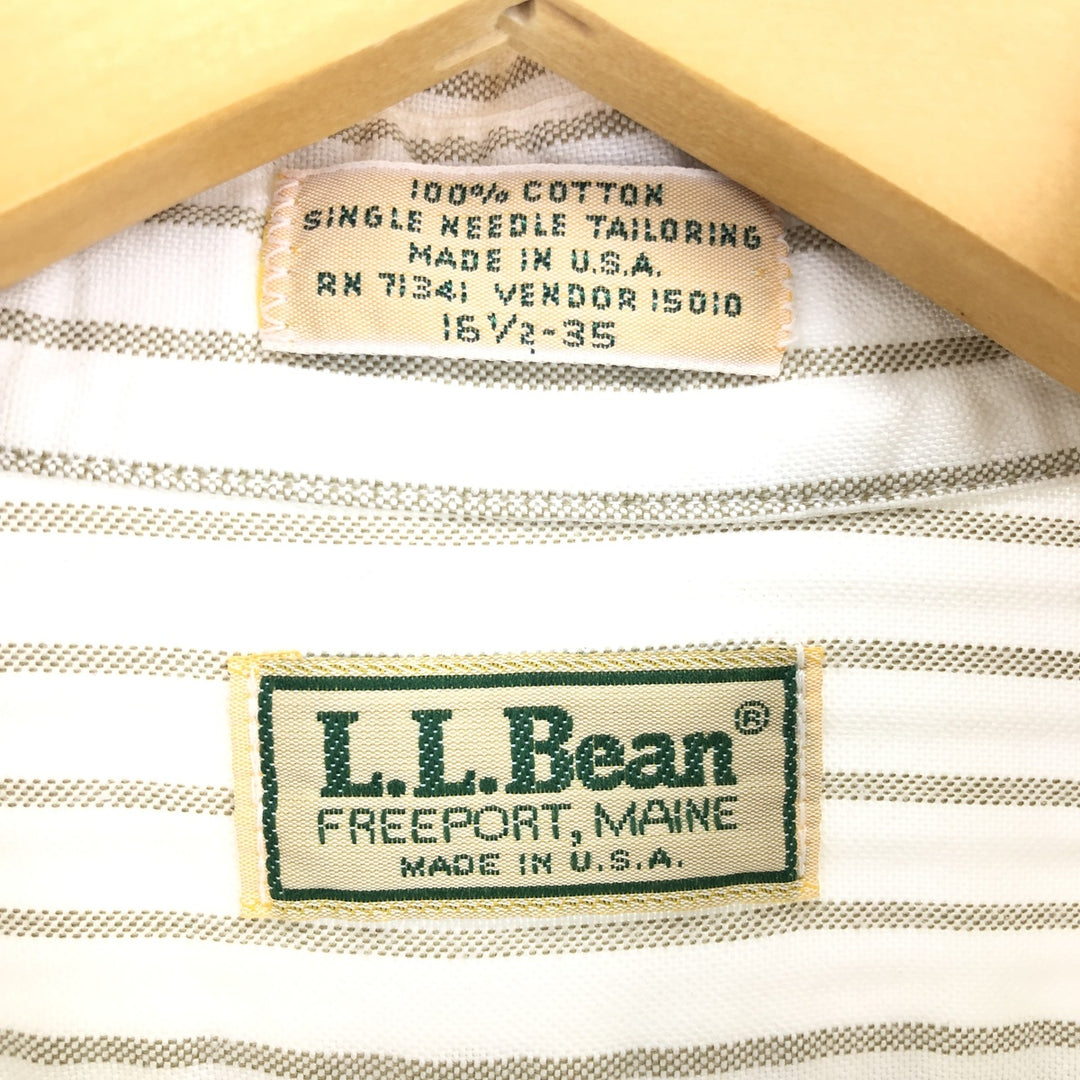 100% COTTON
SINGLE NEEDLE TAILORING
MADE IN U.S.A.
RN 71341 VENDOR 15010
16 1/2-35
L.L.Bean®
FREEPORT, MAINE
MADE IN U.S.A.